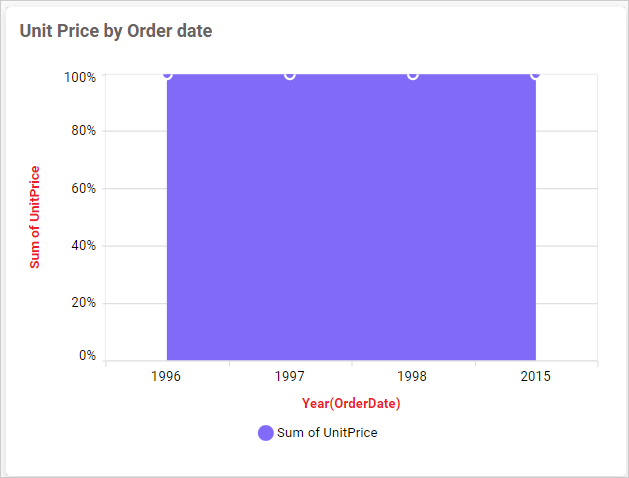 Unit Price by Order date
100%
80%
60%
40%
20%
0%
Sum of UnitPrice
1996 1997 1998 2015
Year(OrderDate)
Sum of UnitPrice